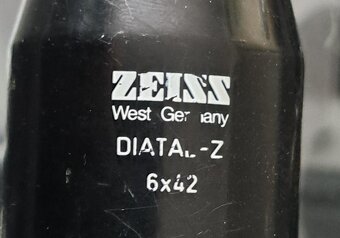 ZEISS
West Germany
DIATAL-Z
6x42